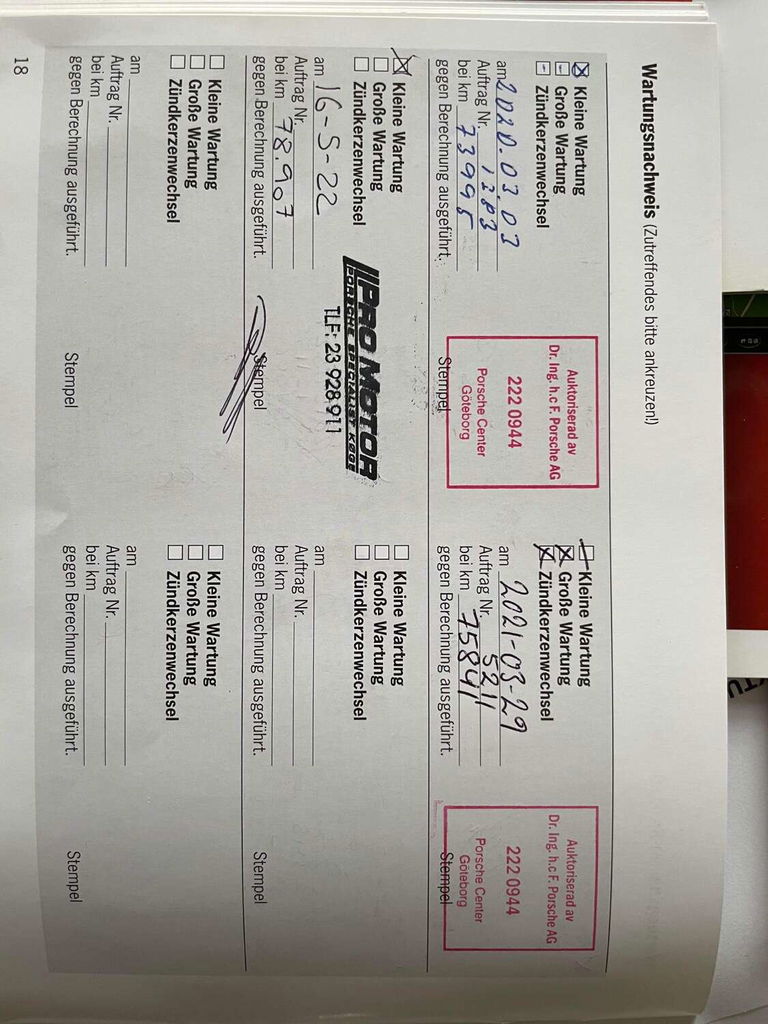 Wartungsnachweis (Zutreffendes bitte ankreuzen!)
Kleine Wartung
Große Wartung
Zündkerzenwechsel
am 2020.03.03
Auftrag Nr. 1383
bei km 73995
gegen Berechnung ausgeführt.
Auktoriserad av
Dr. Ing. h.c F. Porsche AG
222 0944
Porsche Center
Göteborg
Stempel
Kleine Wartung
Große Wartung
Zündkerzenwechsel
am 2021-03-29
Auftrag Nr. 5211
bei km 75841
gegen Berechnung ausgeführt.
Auktoriserad av
Dr. Ing. h.c F. Porsche AG
222 0944
Porsche Center
Göteborg
Stempel
Kleine Wartung
Große Wartung
Zündkerzenwechsel
am 16-5-22
Auftrag Nr.
bei km 78.907
gegen Berechnung ausgeführt.
PRO MOTOR
PORSCHE SPECIALIST KØGE
TLF: 23 928 911
Stempel
Kleine Wartung
Große Wartung
Zündkerzenwechsel
am
Auftrag Nr.
bei km
gegen Berechnung ausgeführt.
Stempel
Kleine Wartung
Große Wartung
Zündkerzenwechsel
am
Auftrag Nr.
bei km
gegen Berechnung ausgeführt.
Stempel
Kleine Wartung
Große Wartung
Zündkerzenwechsel
am
Auftrag Nr.
bei km
gegen Berechnung ausgeführt.
Stempel
18